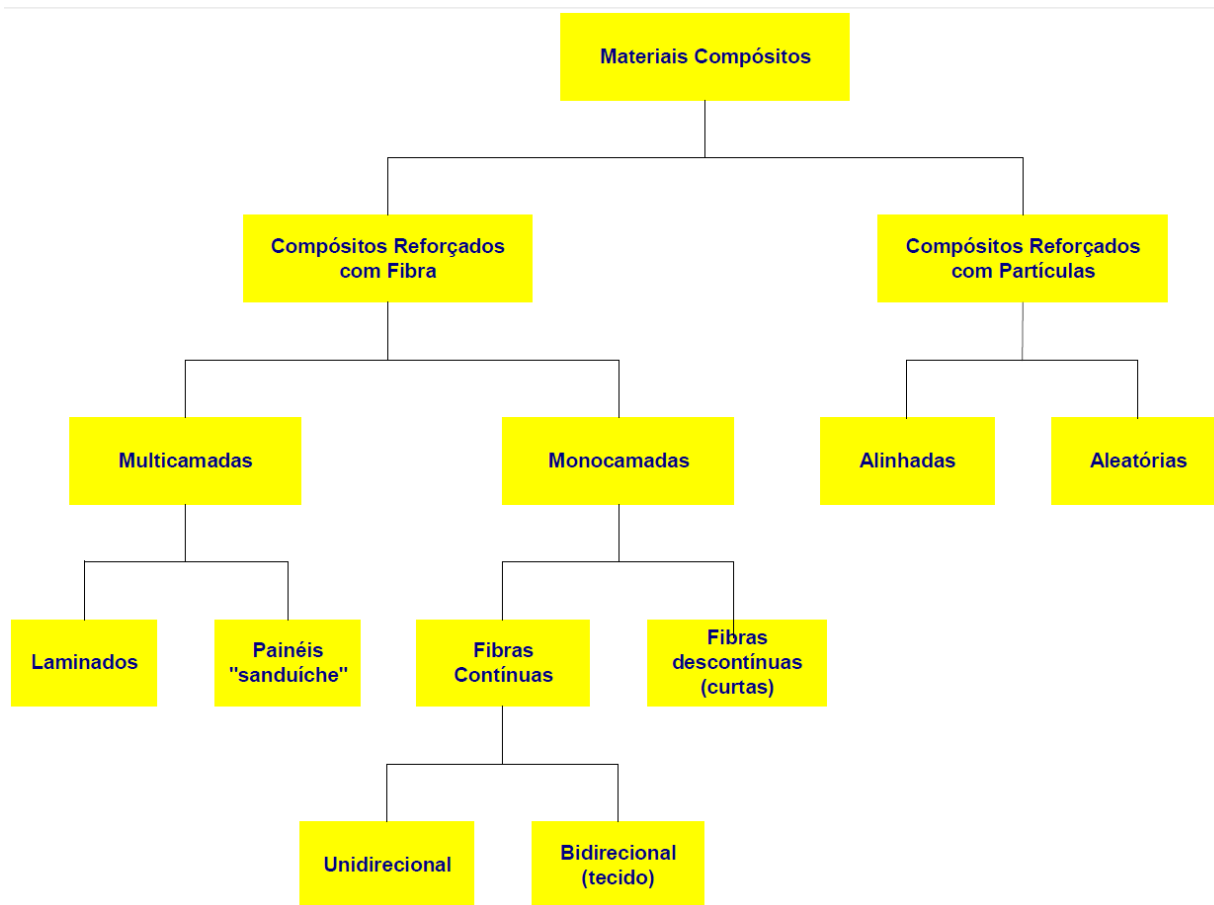 Materiais Compósitos
Compósitos Reforçados
com Fibra
Compósitos Reforçados
com Partículas
Multicamadas
Monocamadas
Alinhadas
Aleatórias
Laminados
Painéis
"sanduíche"
Fibras
Contínuas
Fibras
descontínuas
(curtas)
Unidirecional
Bidirecional
(tecido)